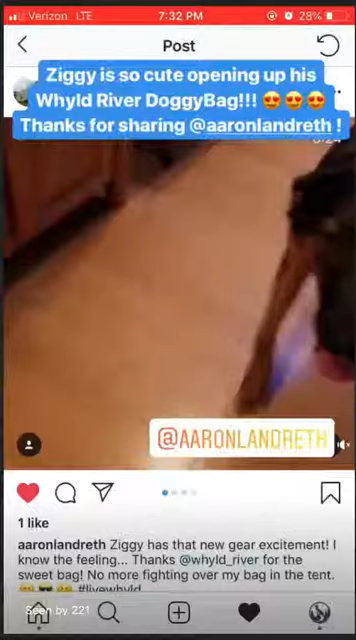 Verizon LTE 7:32 PM 28%
Post
Ziggy is so cute opening up his
Whyld River DoggyBag!!! 😍😍😍
Thanks for sharing @aaronlandreth !
@AARONLANDRETH
1 like
aaronlandreth Ziggy has that new gear excitement! I
know the feeling... Thanks @whyld_river for the
sweet bag! No more fighting over my bag in the tent.
#livewhyld
Seen by 221